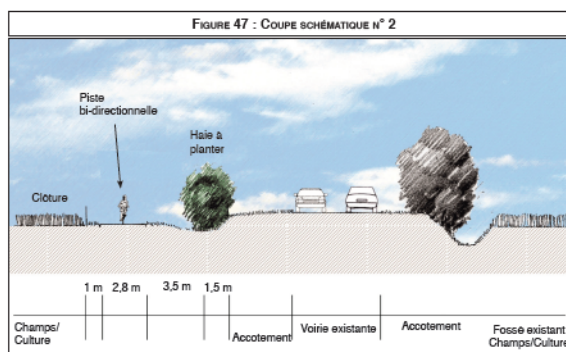 FIGURE 47 : COUPE SCHÉMATIQUE N° 2
Piste
bi-directionnelle
Haie à
planter
Clôture
1 m
2,8 m
3,5 m
1,5 m
Champs/
Culture
Accotement
Voirie existante
Accotement
Fossé existant
Champs/Culture